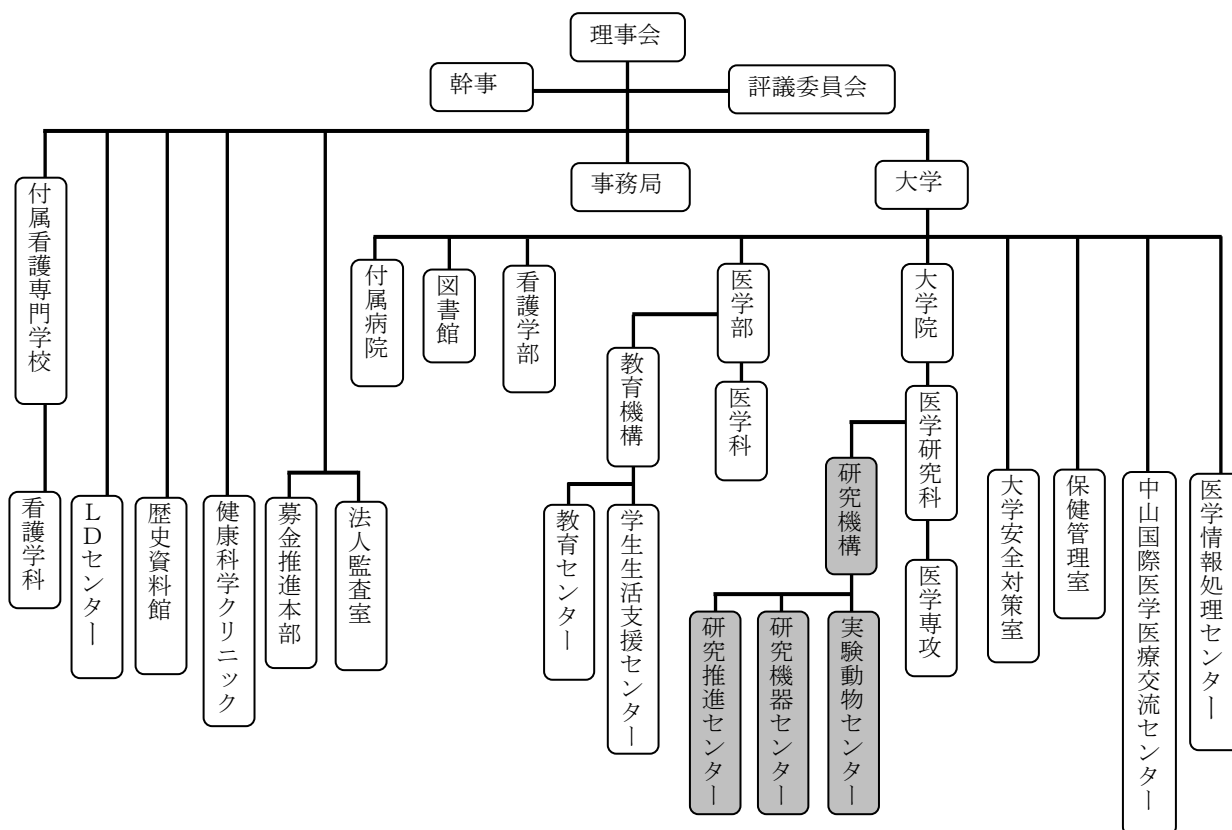 理事会
幹事
評議委員会
事務局
大学
付属看護専門学校
付属病院
図書館
看護学部
医学部
大学院
教育機構
医学科
医学研究科
研究機構
看護学科
LDセンター
歴史資料館
健康科学クリニック
募金推進本部
法人監査室
教育センター
学生生活支援センター
医学専攻
大学安全対策室
保健管理室
中山国際医学医療交流センター
医学情報処理センター
研究推進センター
研究機器センター
実験動物センター